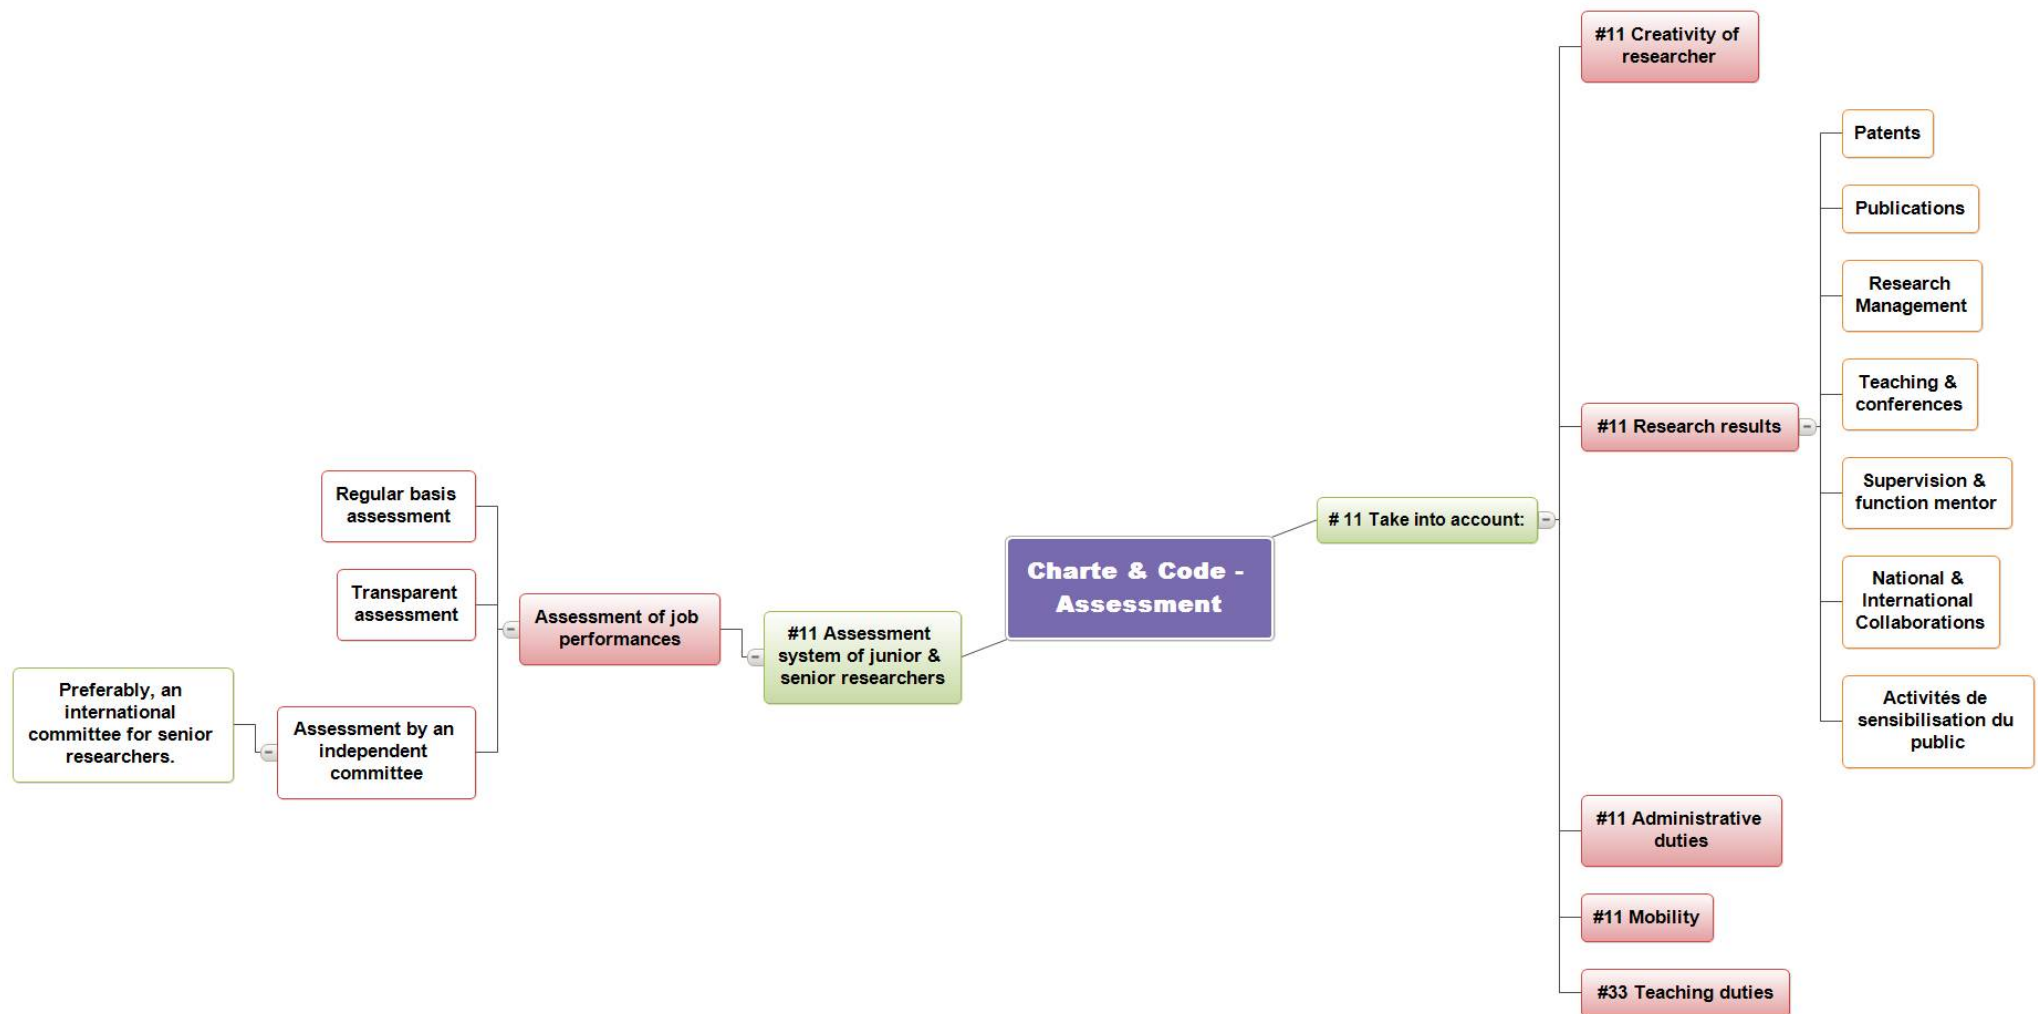 Charte & Code -
Assessment
# 11 Take into account:
#11 Creativity of
researcher
#11 Research results
Patents
Publications
Research
Management
Teaching &
conferences
Supervision &
function mentor
National &
International
Collaborations
Activités de
sensibilisation du
public
#11 Administrative
duties
#11 Mobility
#33 Teaching duties
#11 Assessment
system of junior &
senior researchers
Assessment of job
performances
Regular basis
assessment
Transparent
assessment
Assessment by an
independent
committee
Preferably, an
international
committee for senior
researchers.